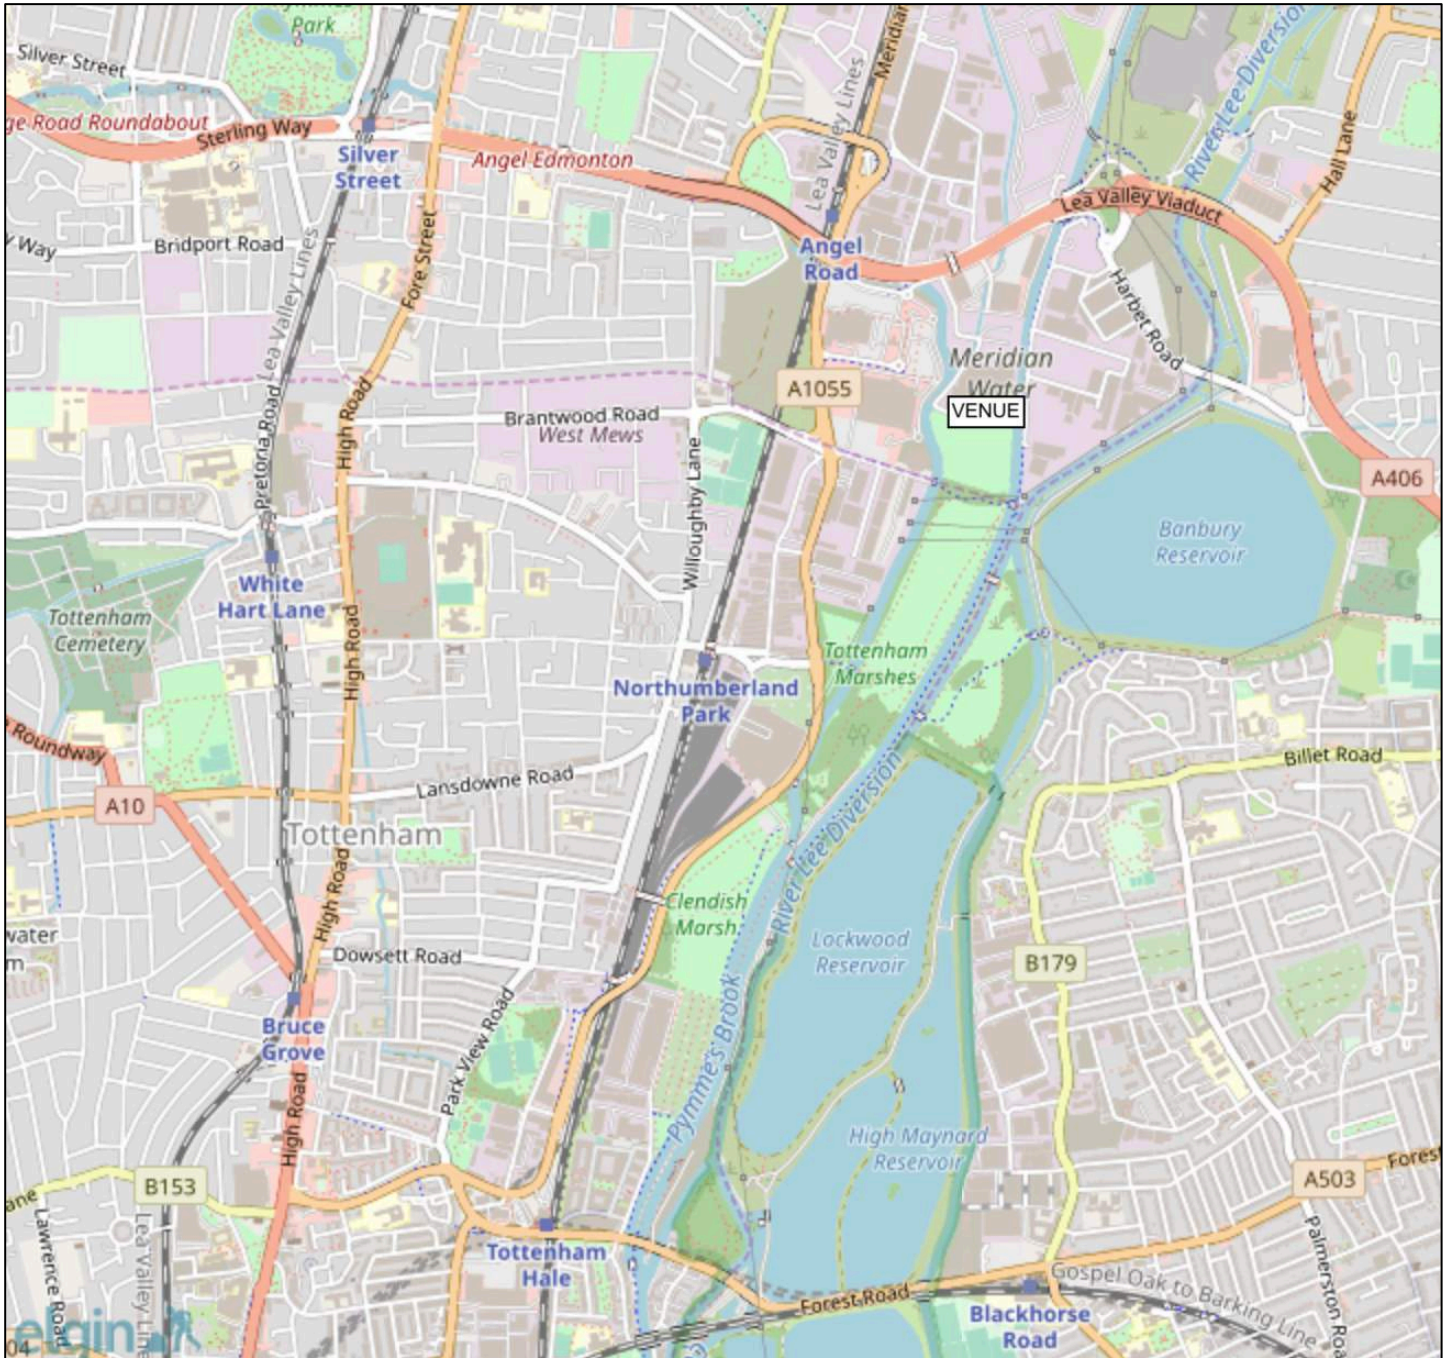 Park
Silver Street
ge Road Roundabout
Sterling Way
Silver
Street
Angel Edmonton
Lea Valley Lines
Meridian
River Lee Diversion
Hall Lane
Lea Valley Viaduct
y Way
Bridport Road
Fore Street
Angel
Road
Harbet Road
Lea Valley Lines
Pretoria Road
High Road
Brantwood Road
West Mews
A1055
Meridian
Water
VENUE
A406
Willoughby Lane
Banbury
Reservoir
White
Hart Lane
Tottenham
Cemetery
High Road
Tottenham
Marshes
Northumberland
Park
Roundway
A10
Lansdowne Road
Billet Road
Tottenham
High Road
River Lee Diversion
Clendish
Marsh
Lockwood
Reservoir
water
m
Dowsett Road
B179
Bruce
Grove
Park View Road
Pymme's Brook
High Road
High Maynard
Reservoir
ane
B153
A503
Forest
Lawrence Road
Lea Valley Line
Tottenham
Hale
Forest Road
Gospel Oak to Barking Line
Palmerston Roa
Blackhorse
Road
elgin
04